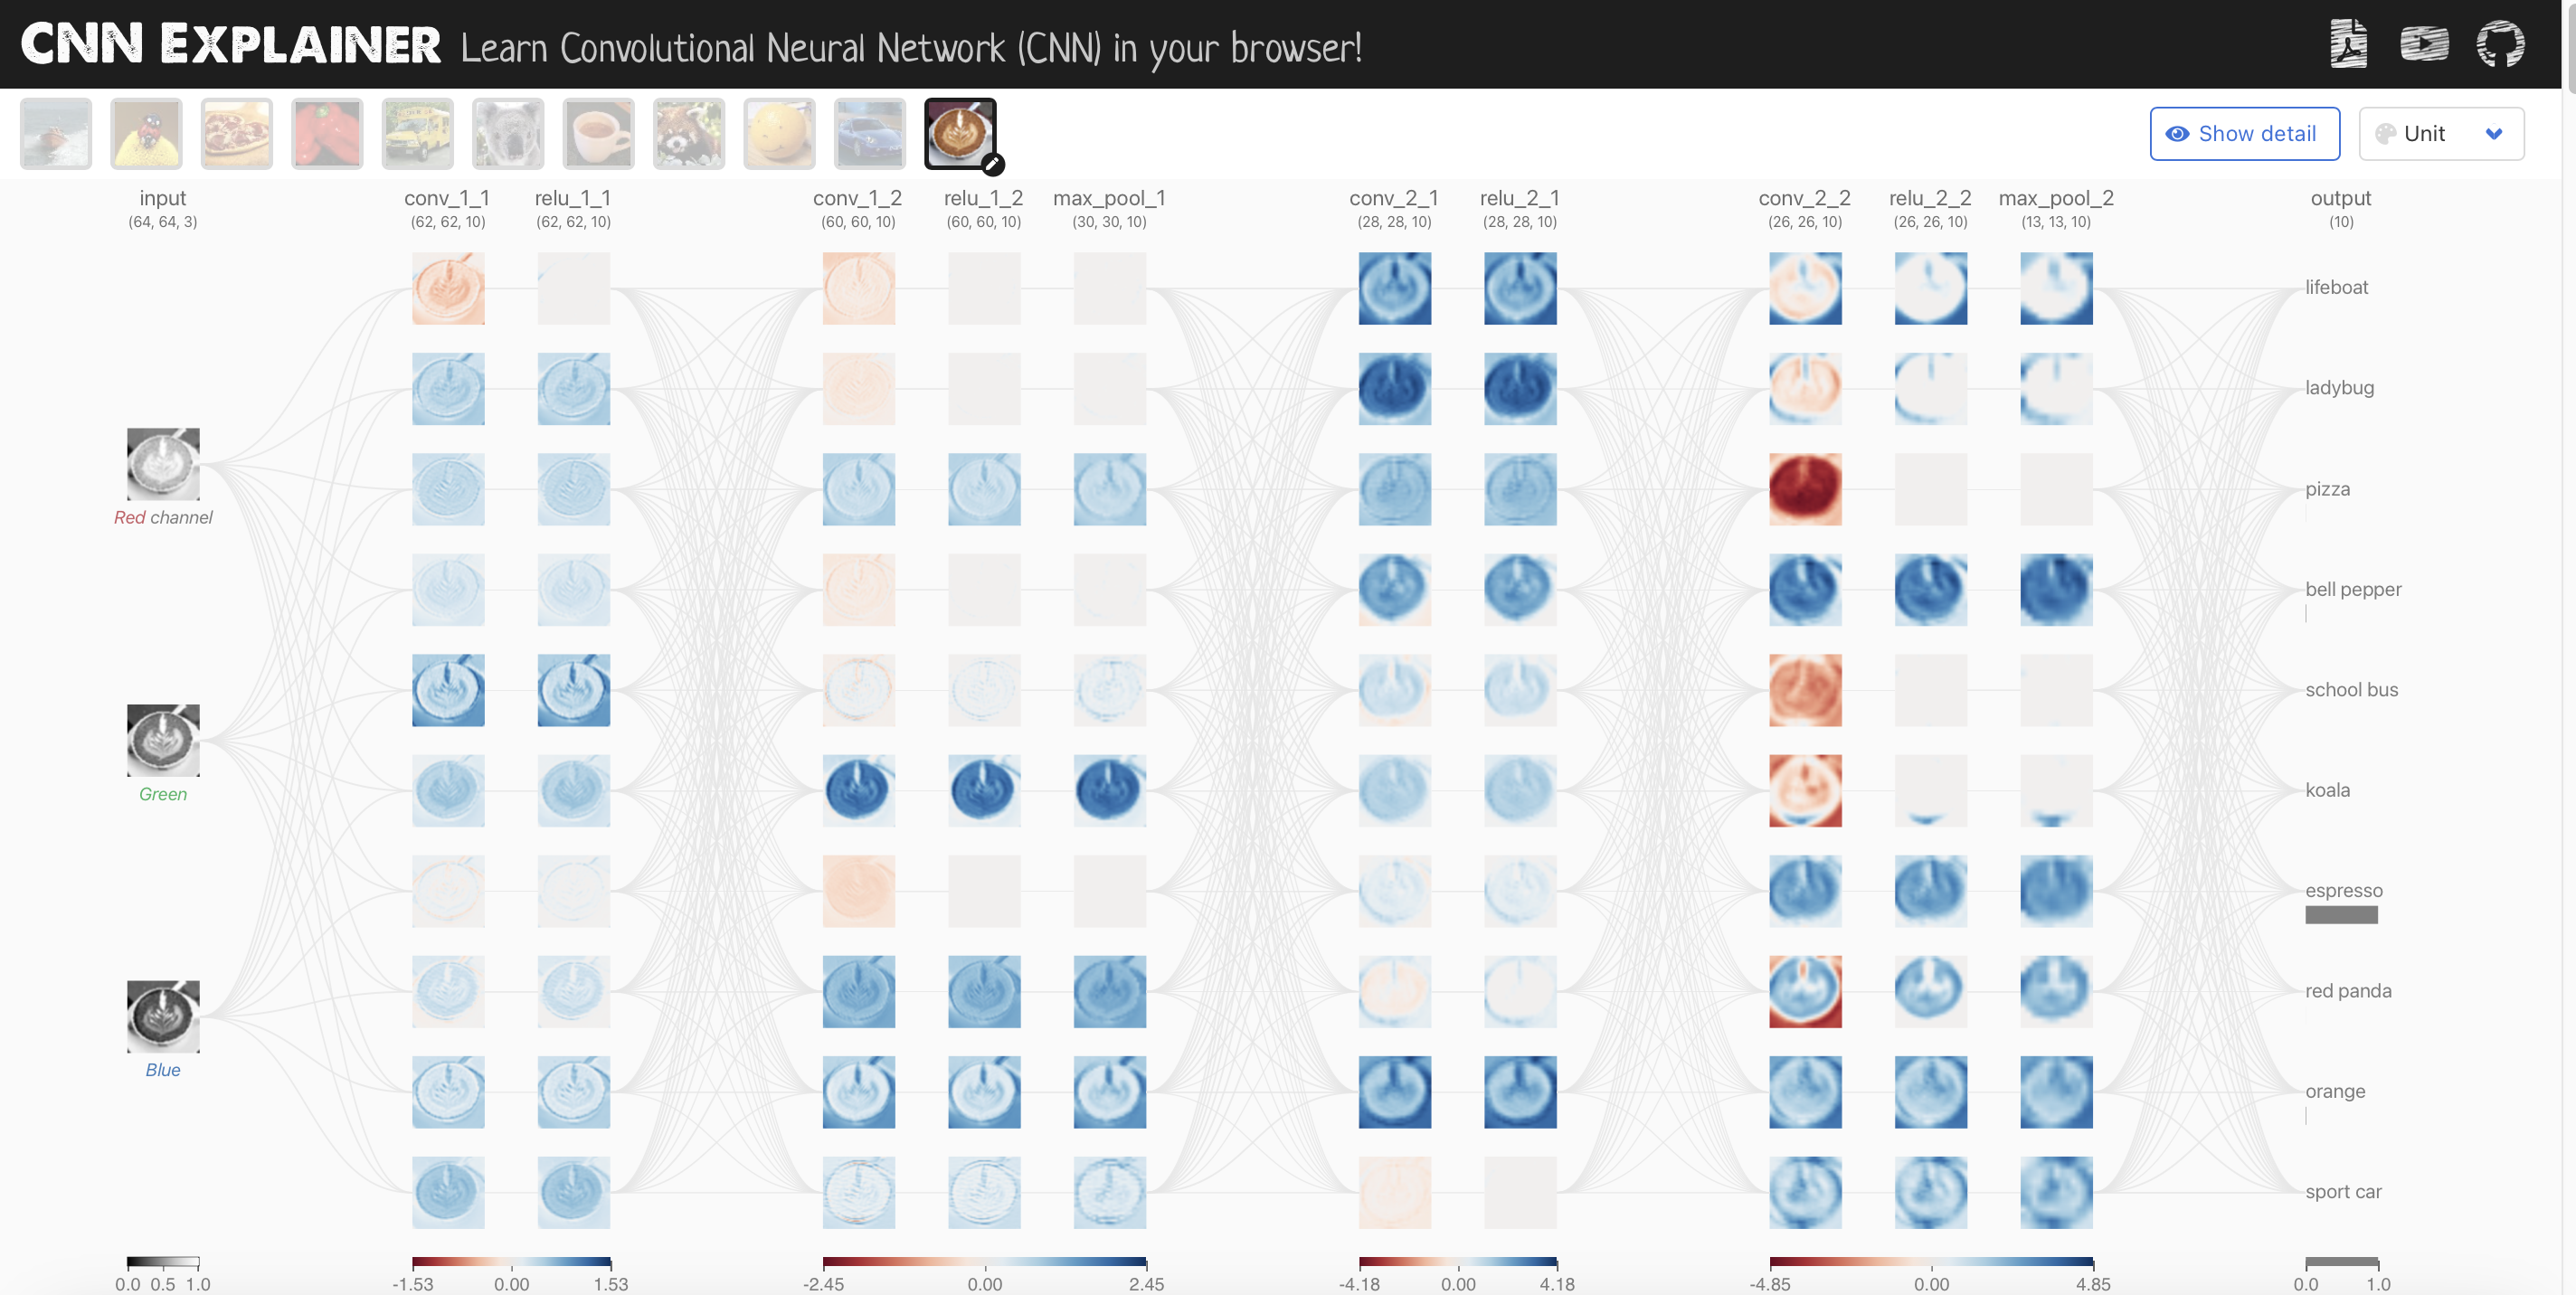 CNN EXPLAINER Learn Convolutional Neural Network (CNN) in your browser!
Show detail
Unit
input conv_1_1 relu_1_1 conv_1_2 relu_1_2 max_pool_1 conv_2_1 relu_2_1 conv_2_2 relu_2_2 max_pool_2 output
(64, 64, 3) (62, 62, 10) (62, 62, 10) (60, 60, 10) (60, 60, 10) (30, 30, 10) (28, 28, 10) (28, 28, 10) (26, 26, 10) (26, 26, 10) (13, 13, 10) (10)
Red channel
Green
Blue
lifeboat
ladybug
pizza
bell pepper
school bus
koala
espresso
red panda
orange
sport car
0.0 0.5 1.0 -1.53 0.00 1.53 -2.45 0.00 2.45 -4.18 0.00 4.18 -4.85 0.00 4.85 0.0 1.0